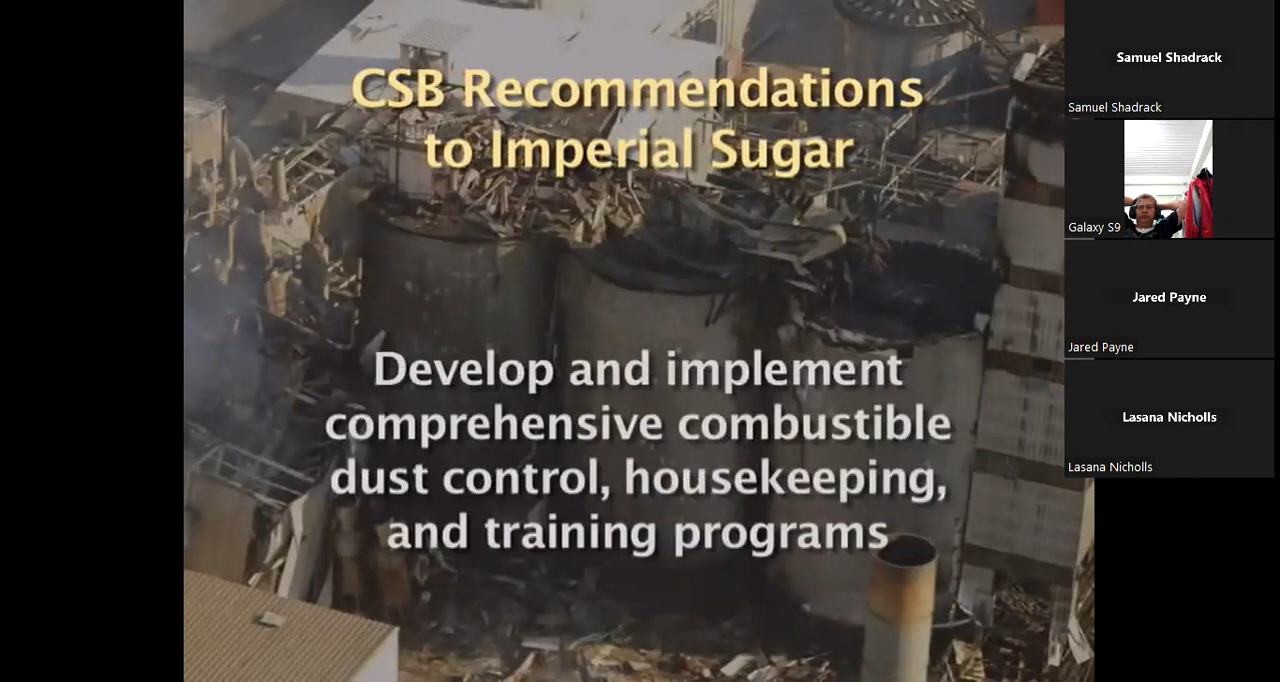 CSB Recommendations
to Imperial Sugar
Develop and implement
comprehensive combustible
dust control, housekeeping,
and training programs
Samuel Shadrack
Samuel Shadrack
Galaxy S9
Jared Payne
Jared Payne
Lasana Nicholls
Lasana Nicholls